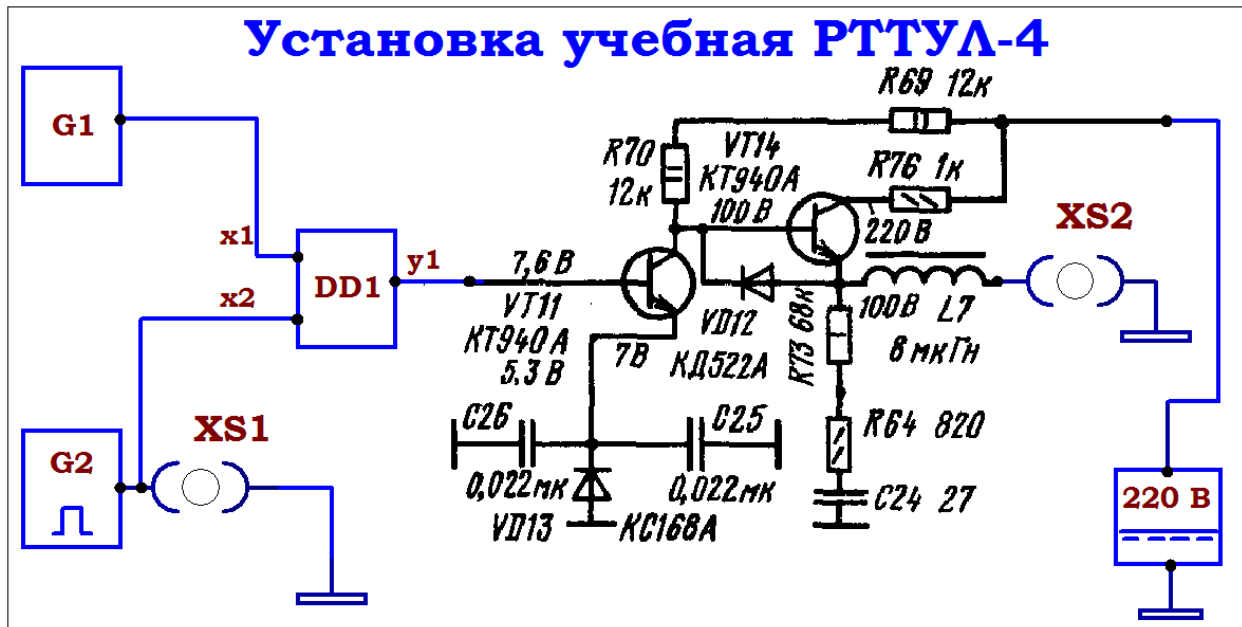 Установка учебная РТТУЛ-4
G1
x1
x2
DD1
y1
G2
XS1
XS2
220 В
R69 12к
R70
12к
VT14
КТ940А
100 В
R76 1к
220 В
7,6 В
VT11
КТ940А
5.3 В
7В
VD12
КД522А
R73 68к
100В
L7
8 мкГн
C26
0,022мк
C25
0,022мк
VD13
КС168А
R64 820
C24 27